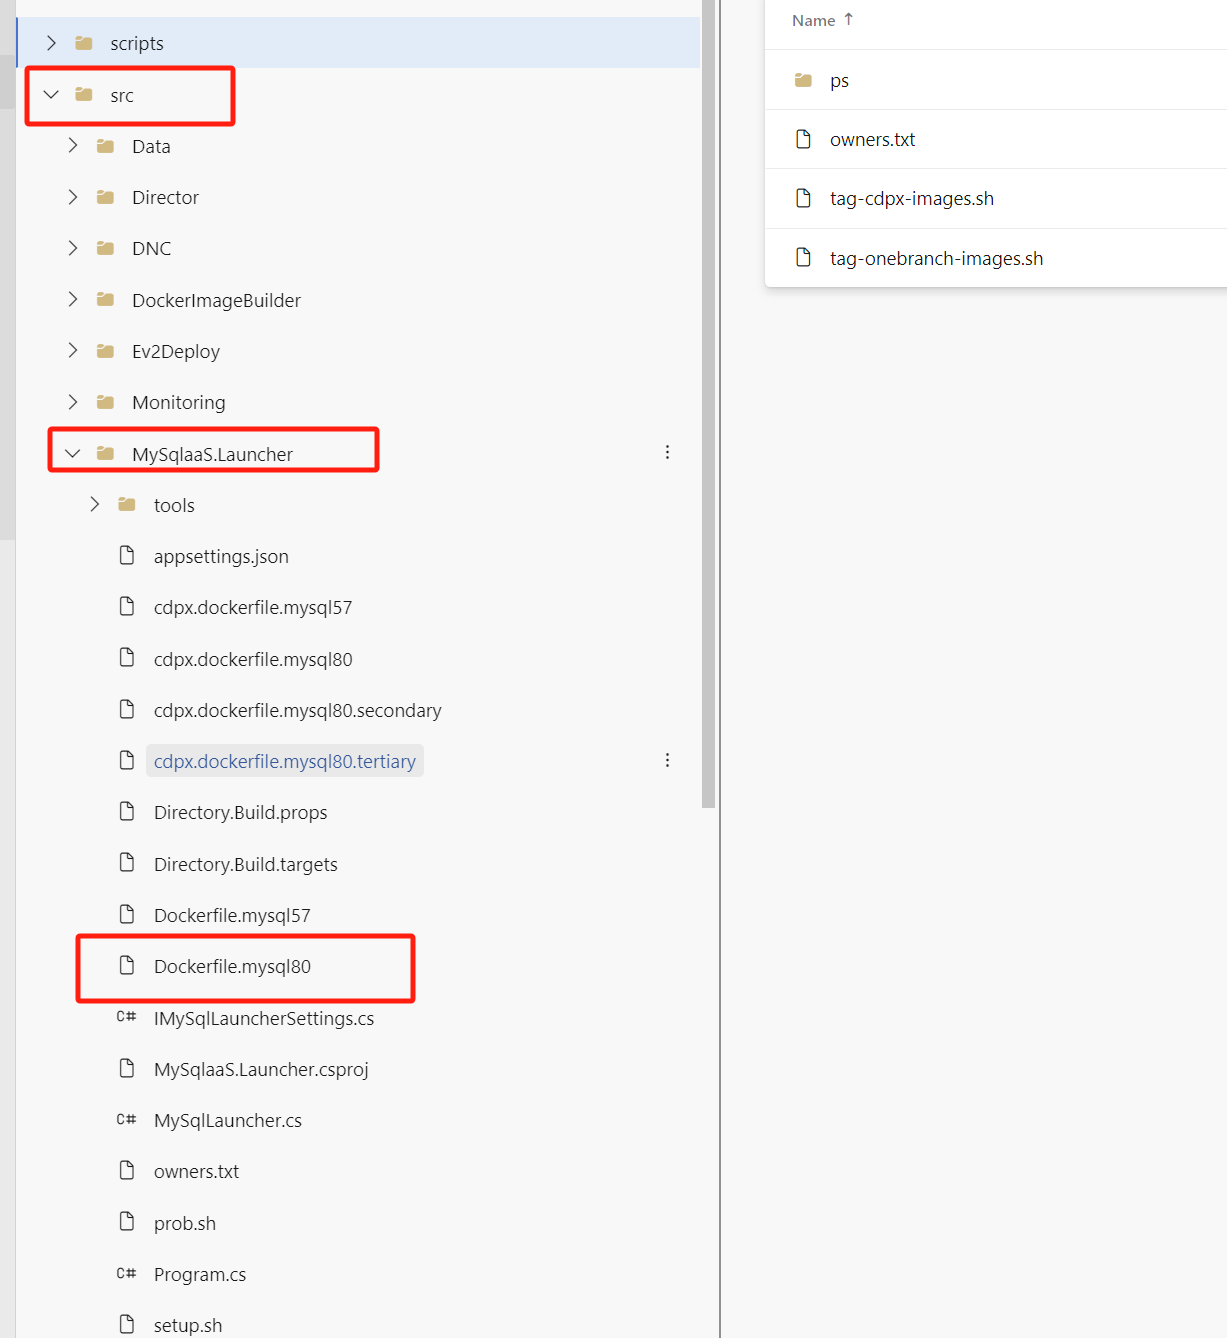 scripts
src
Data
Director
DNC
DockerImageBuilder
Ev2Deploy
Monitoring
MySqlaaS.Launcher
tools
appsettings.json
cdpx.dockerfile.mysql57
cdpx.dockerfile.mysql80
cdpx.dockerfile.mysql80.secondary
cdpx.dockerfile.mysql80.tertiary
Directory.Build.props
Directory.Build.targets
Dockerfile.mysql57
Dockerfile.mysql80
C# IMySqlLauncherSettings.cs
MySqlaaS.Launcher.csproj
C# MySqlLauncher.cs
owners.txt
prob.sh
C# Program.cs
setup.sh
Name ↑
ps
owners.txt
tag-cdpx-images.sh
tag-onebranch-images.sh